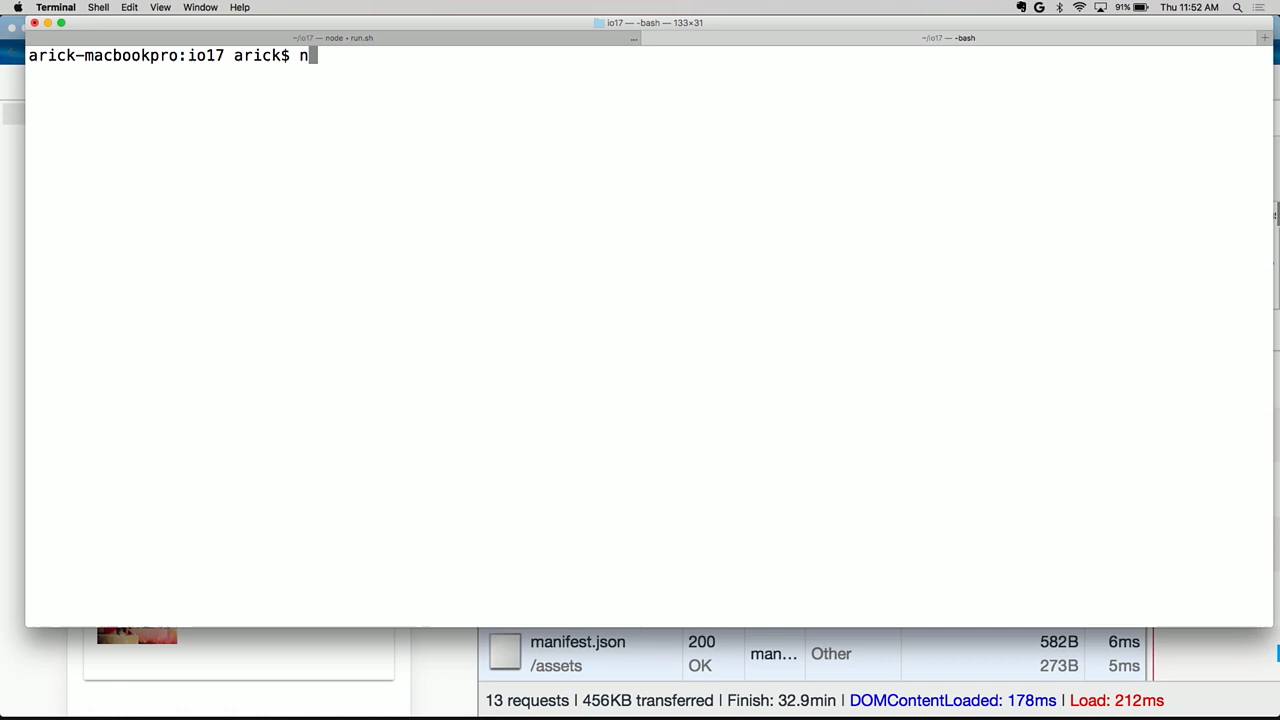 Terminal Shell Edit View Window Help 91% Thu 11:52 AM
io17 — -bash — 133×31
~/io17 — node • run.sh ... ~/io17 — -bash +
arick-macbookpro:io17 arick$ n
manifest.json 200 man... Other 582B 6ms
/assets OK 273B 5ms
13 requests | 456KB transferred | Finish: 32.9min | DOMContentLoaded: 178ms | Load: 212ms